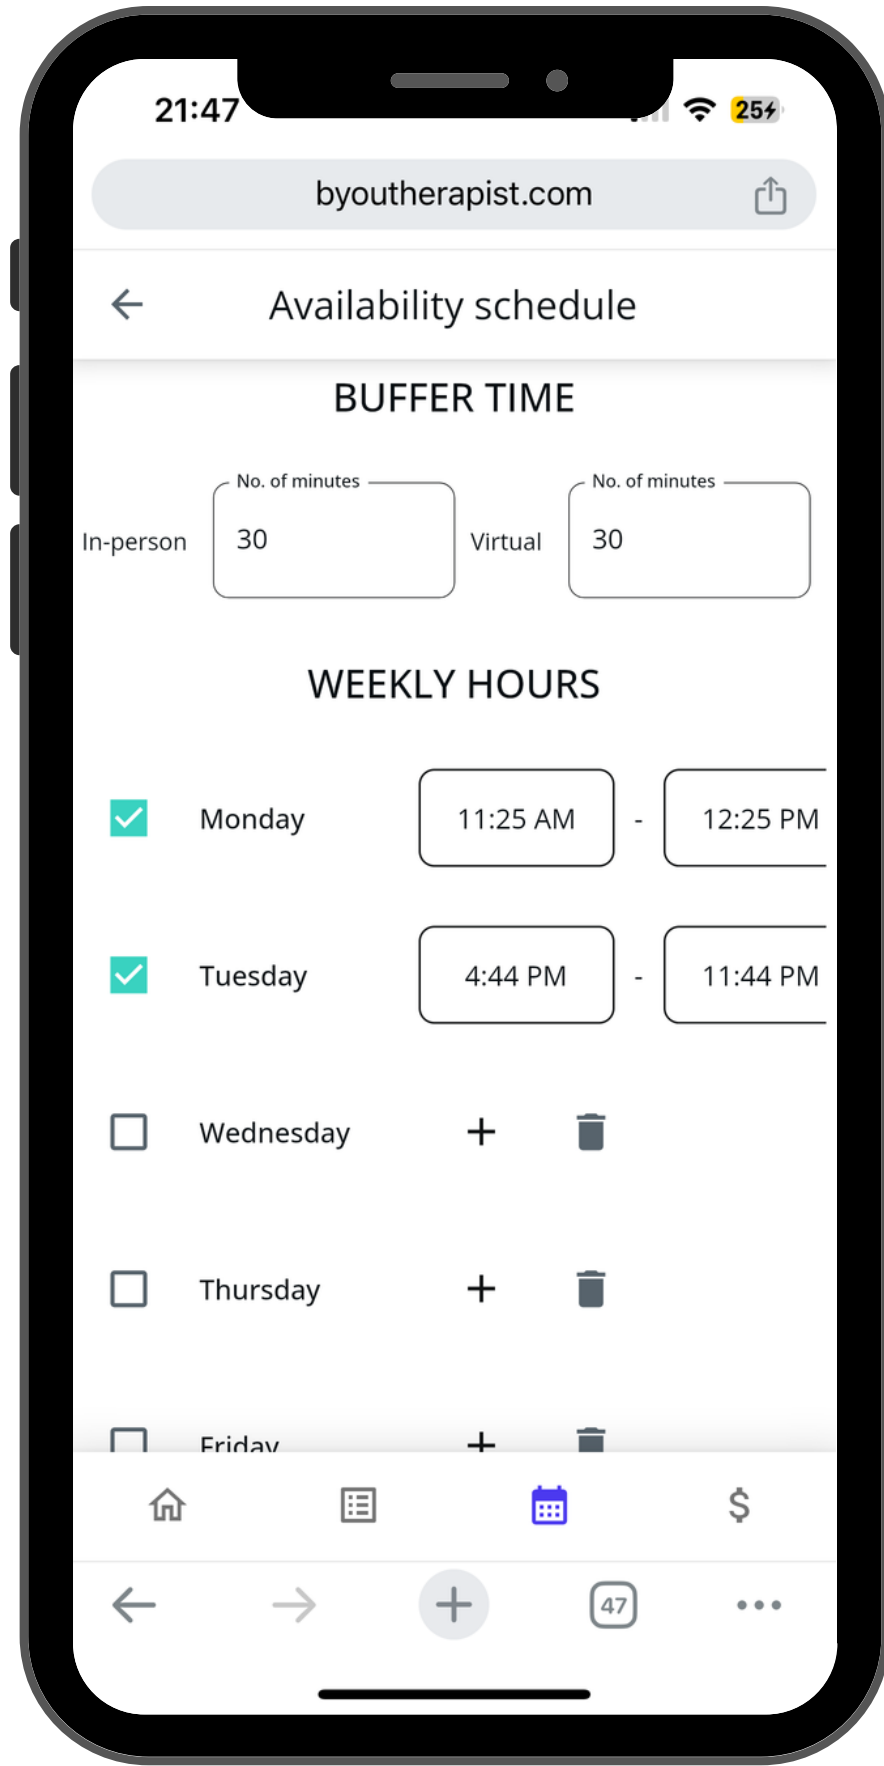 21:47 25
byoutherapist.com
Availability schedule
BUFFER TIME
No. of minutes No. of minutes
In-person 30 Virtual 30
WEEKLY HOURS
Monday 11:25 AM - 12:25 PM
Tuesday 4:44 PM - 11:44 PM
Wednesday +
Thursday +
Friday +
$
47